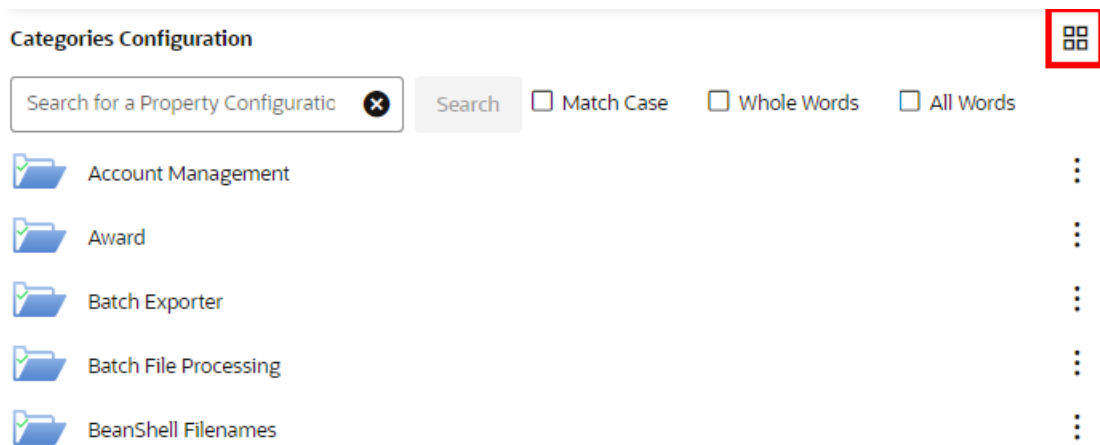 Categories Configuration
Search for a Property Configuratio Search Match Case Whole Words All Words
Account Management
Award
Batch Exporter
Batch File Processing
BeanShell Filenames